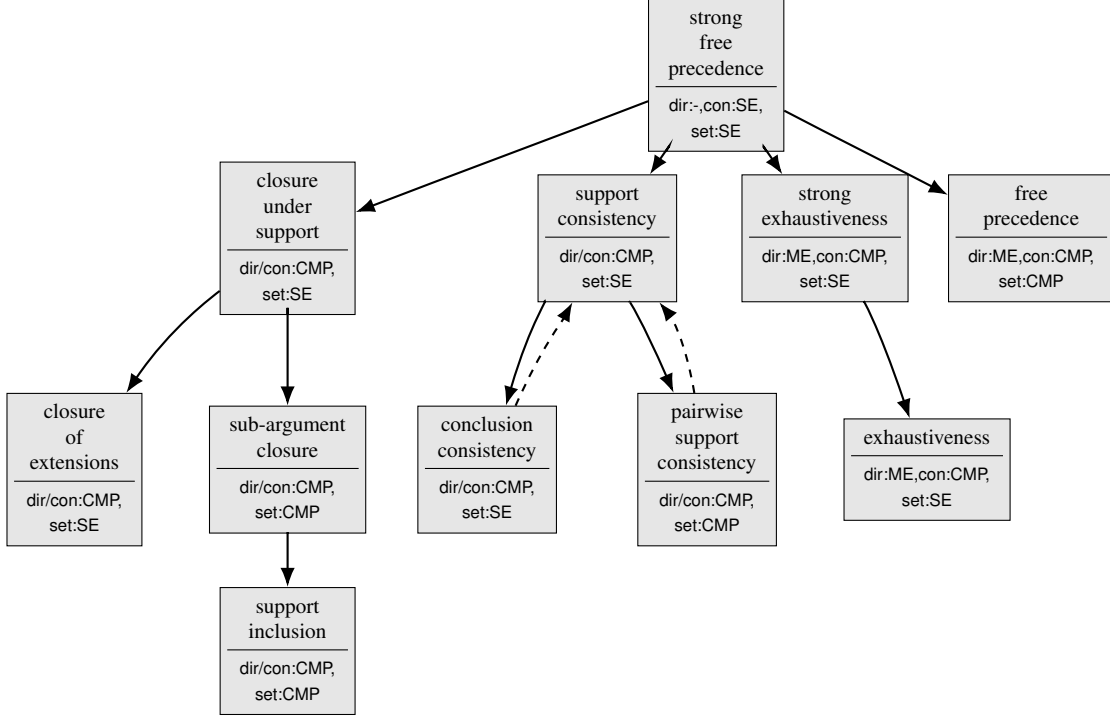 strong
free
precedence
dir:-,con:SE,
set:SE
closure
under
support
dir/con:CMP,
set:SE
support
consistency
dir/con:CMP,
set:SE
strong
exhaustiveness
dir:ME,con:CMP,
set:SE
free
precedence
dir:ME,con:CMP,
set:CMP
closure
of
extensions
dir/con:CMP,
set:SE
sub-argument
closure
dir/con:CMP,
set:CMP
conclusion
consistency
dir/con:CMP,
set:SE
pairwise
support
consistency
dir/con:CMP,
set:CMP
exhaustiveness
dir:ME,con:CMP,
set:SE
support
inclusion
dir/con:CMP,
set:CMP